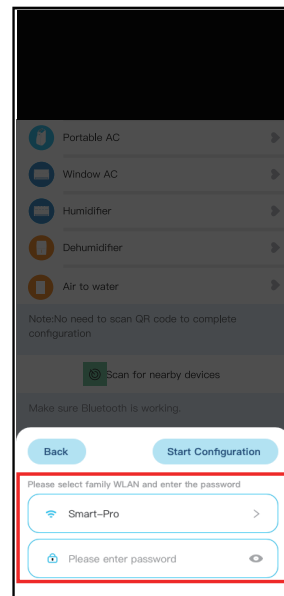 Portable AC
Window AC
Humidifier
Dehumidifier
Air to water
Note:No need to scan QR code to complete
configuration
Scan for nearby devices
Make sure Bluetooth is working.
Back
Start Configuration
Please select family WLAN and enter the password
Smart-Pro
Please enter password